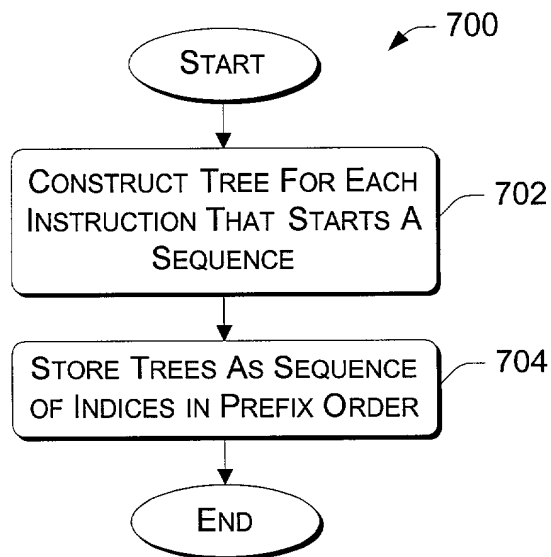 700
START
CONSTRUCT TREE FOR EACH
INSTRUCTION THAT STARTS A
SEQUENCE
702
STORE TREES AS SEQUENCE
OF INDICES IN PREFIX ORDER
704
END